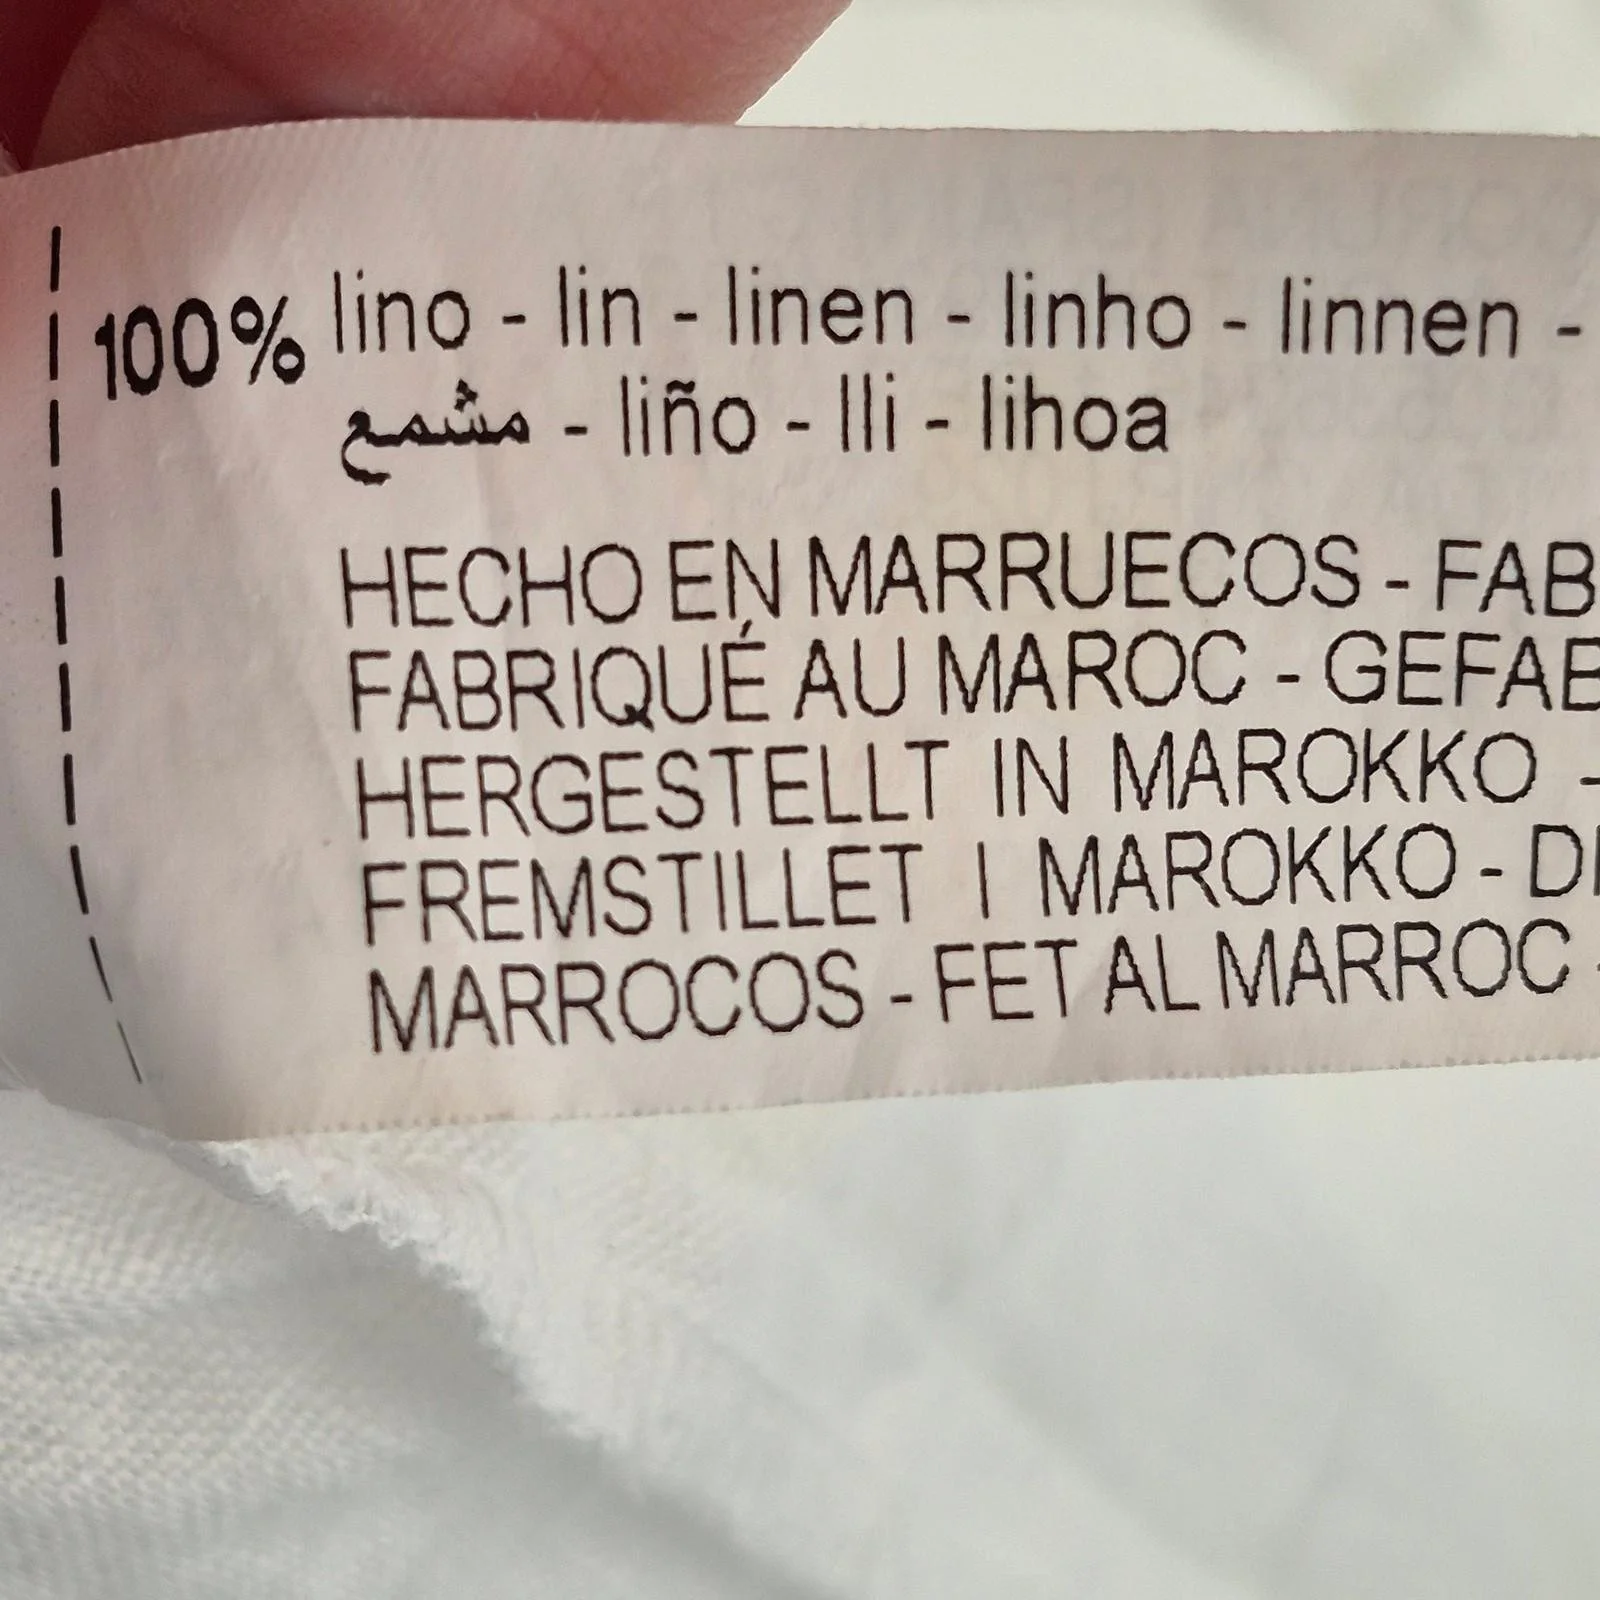 100% lino - lin - linen - linho - linnen -
مشمع - liño - lli - lihoa
HECHO EN MARRUECOS - FAB
FABRIQUÉ AU MAROC - GEFAB
HERGESTELLT IN MAROKKO -
FREMSTILLET I MAROKKO - DI
MARROCOS - FET AL MARROC -